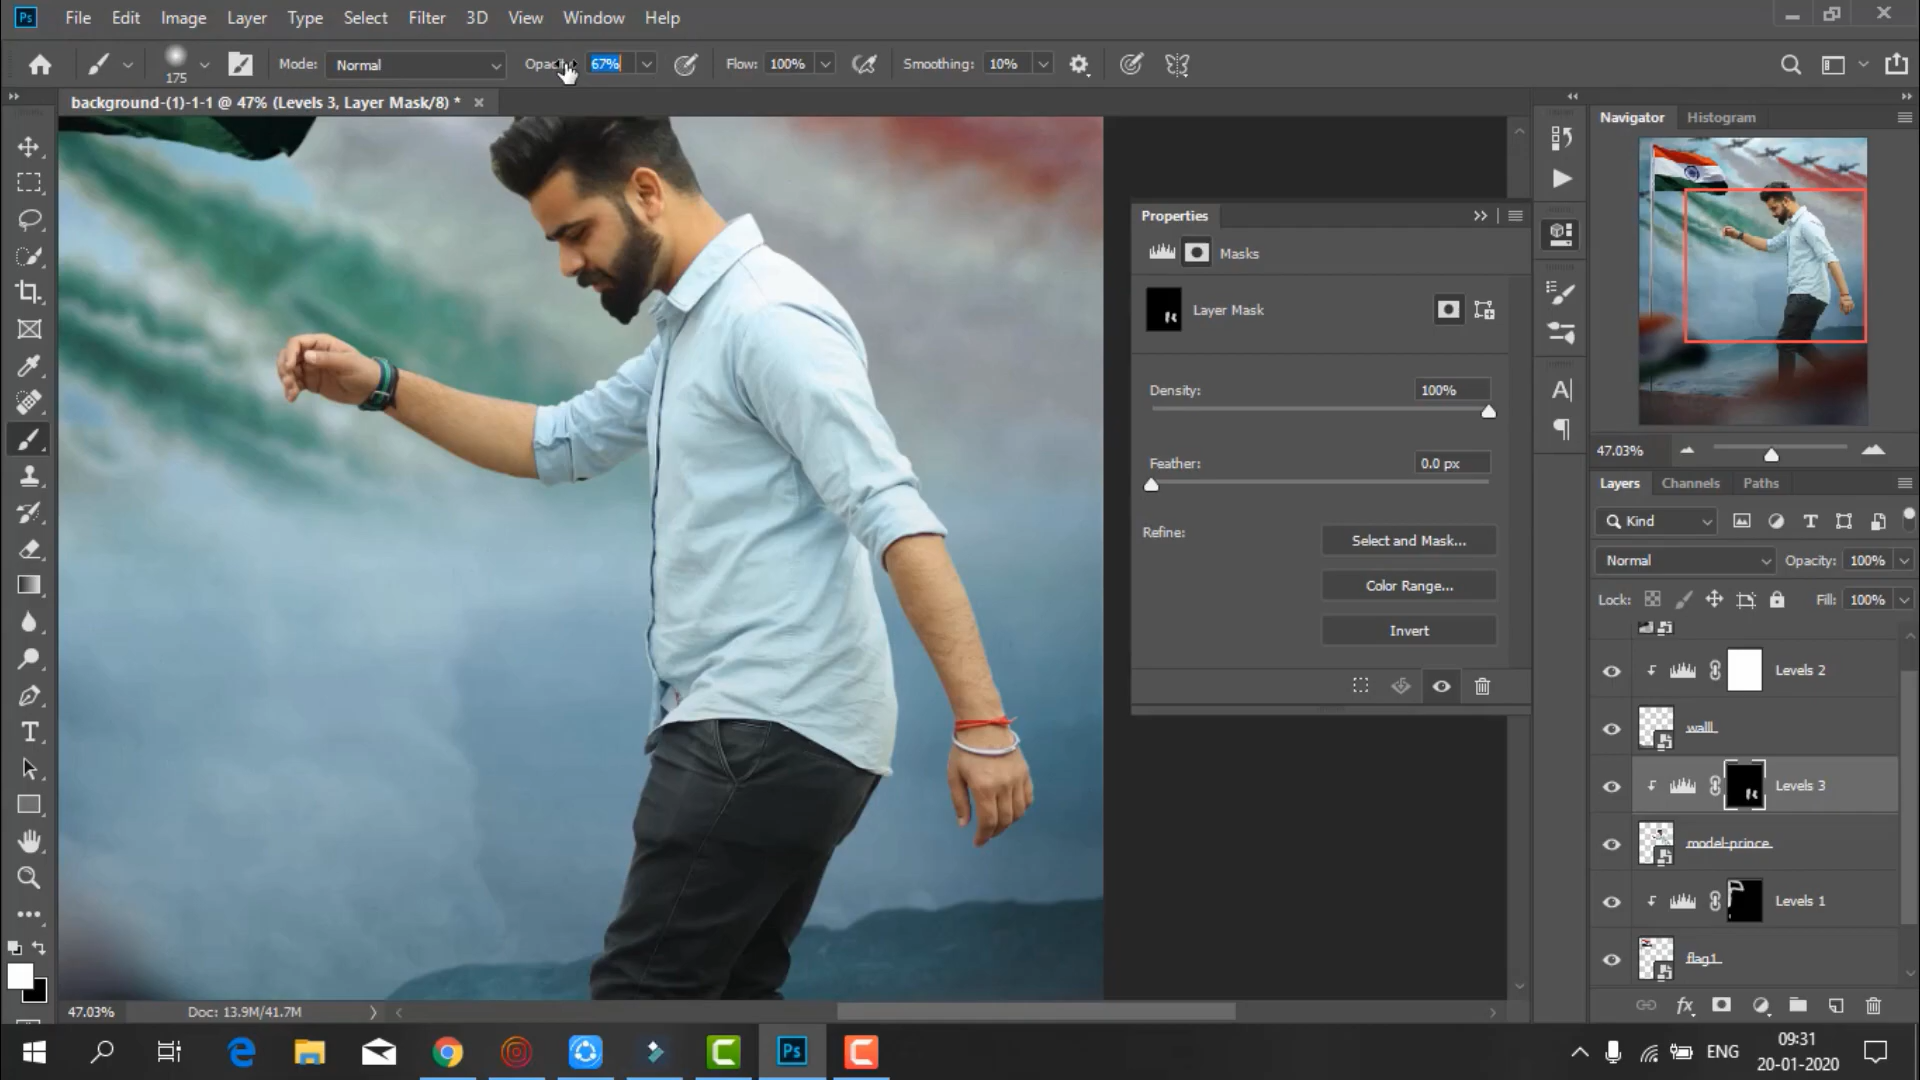 Ps File Edit Image Layer Type Select Filter 3D View Window Help
175 Mode: Normal 67% Flow: 100% Smoothing: 10%
background-(1)-1-1 @ 47% (Levels 3, Layer Mask/8) *
Navigator Histogram
Properties
Masks
Layer Mask
Density: 100%
Feather: 0.0 px
Refine:
Select and Mask...
Color Range...
Invert
47.03%
Layers Channels Paths
Kind
Normal Opacity: 100%
Lock: Fill: 100%
Levels 2
walll
Levels 3
model-prince
Levels 1
flag1
47.03% Doc: 13.9M/41.7M
Ps ENG 09:31
20-01-2020